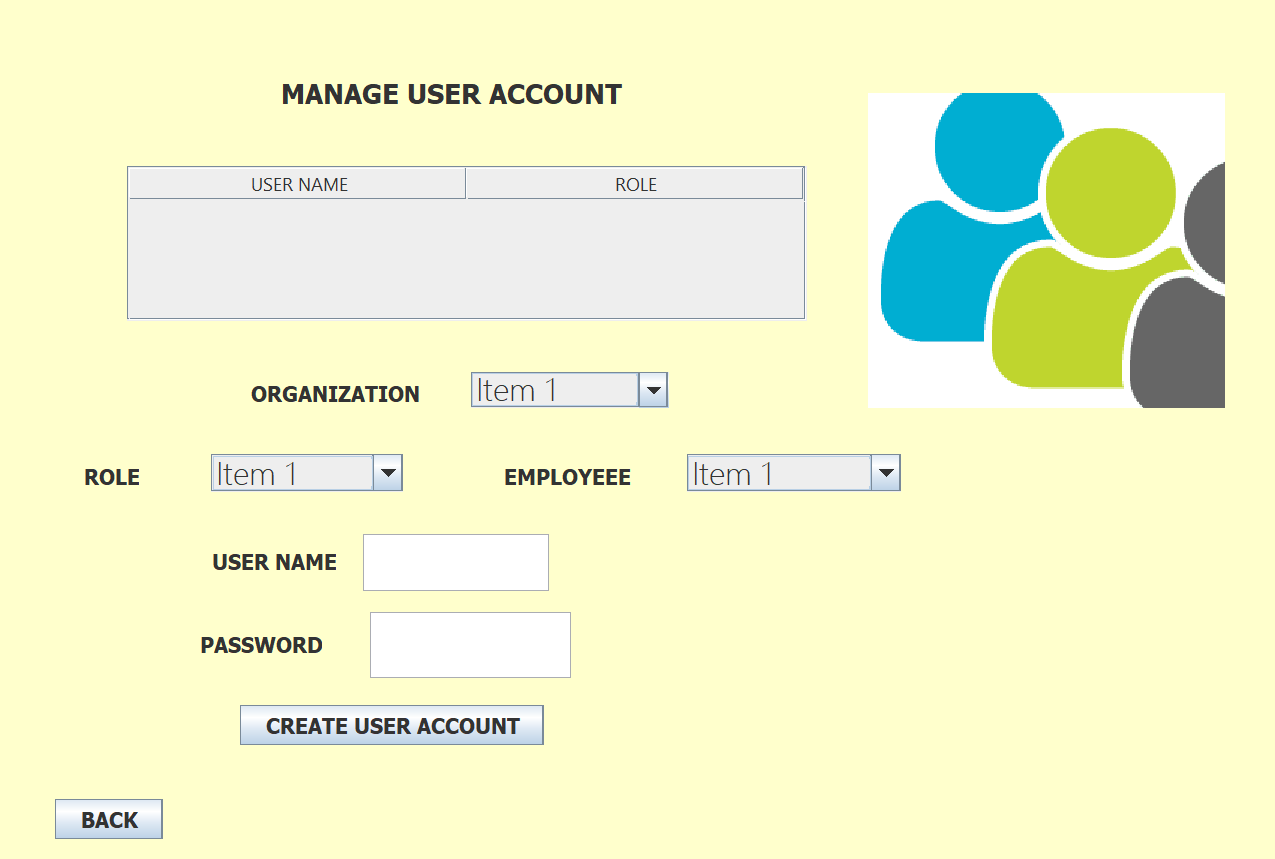 MANAGE USER ACCOUNT
USER NAME ROLE
ORGANIZATION Item 1
ROLE Item 1 EMPLOYEEE Item 1
USER NAME
PASSWORD
CREATE USER ACCOUNT
BACK